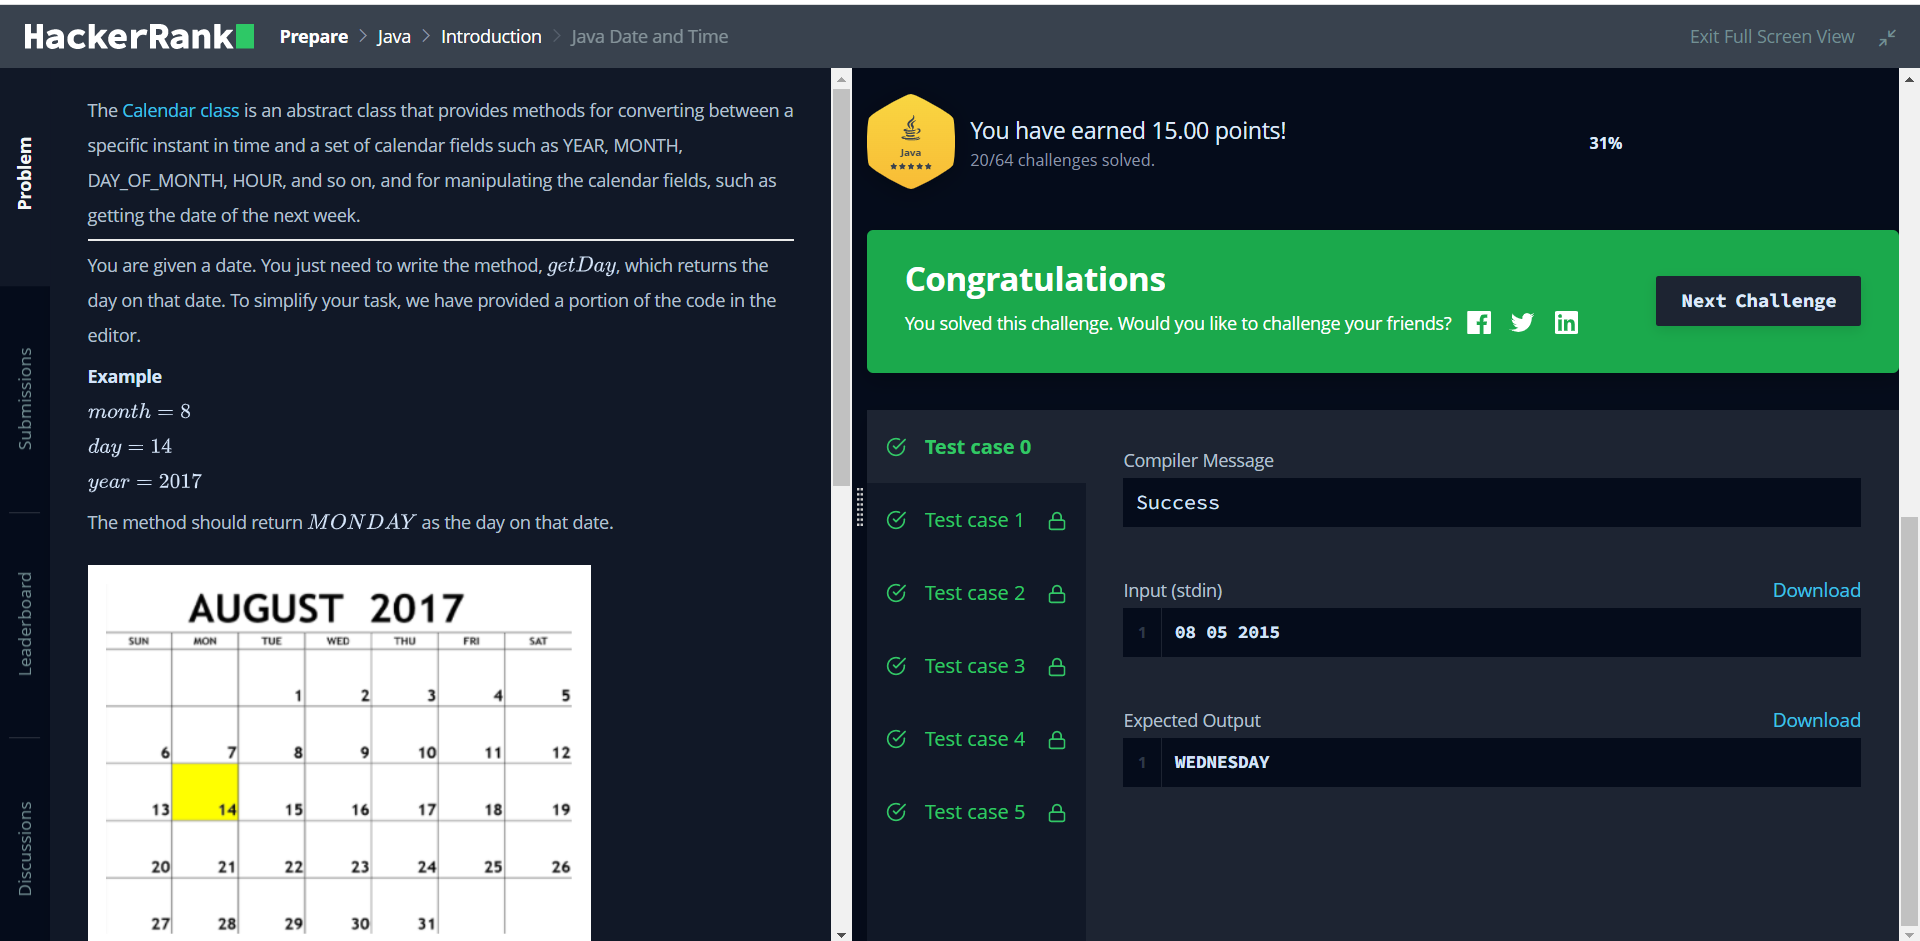 HackerRank Prepare > Java > Introduction > Java Date and Time Exit Full Screen View
Problem
Submissions
Leaderboard
Discussions
The Calendar class is an abstract class that provides methods for converting between a
specific instant in time and a set of calendar fields such as YEAR, MONTH,
DAY_OF_MONTH, HOUR, and so on, and for manipulating the calendar fields, such as
getting the date of the next week.
You are given a date. You just need to write the method, getDay, which returns the
day on that date. To simplify your task, we have provided a portion of the code in the
editor.
Example
month = 8
day = 14
year = 2017
The method should return MONDAY as the day on that date.
AUGUST 2017
SUN MON TUE WED THU FRI SAT
1 2 3 4 5
6 7 8 9 10 11 12
13 14 15 16 17 18 19
20 21 22 23 24 25 26
27 28 29 30 31
Java
You have earned 15.00 points!
20/64 challenges solved.
31%
Congratulations
You solved this challenge. Would you like to challenge your friends?
Next Challenge
Test case 0
Test case 1
Test case 2
Test case 3
Test case 4
Test case 5
Compiler Message
Success
Input (stdin) Download
1 08 05 2015
Expected Output Download
1 WEDNESDAY